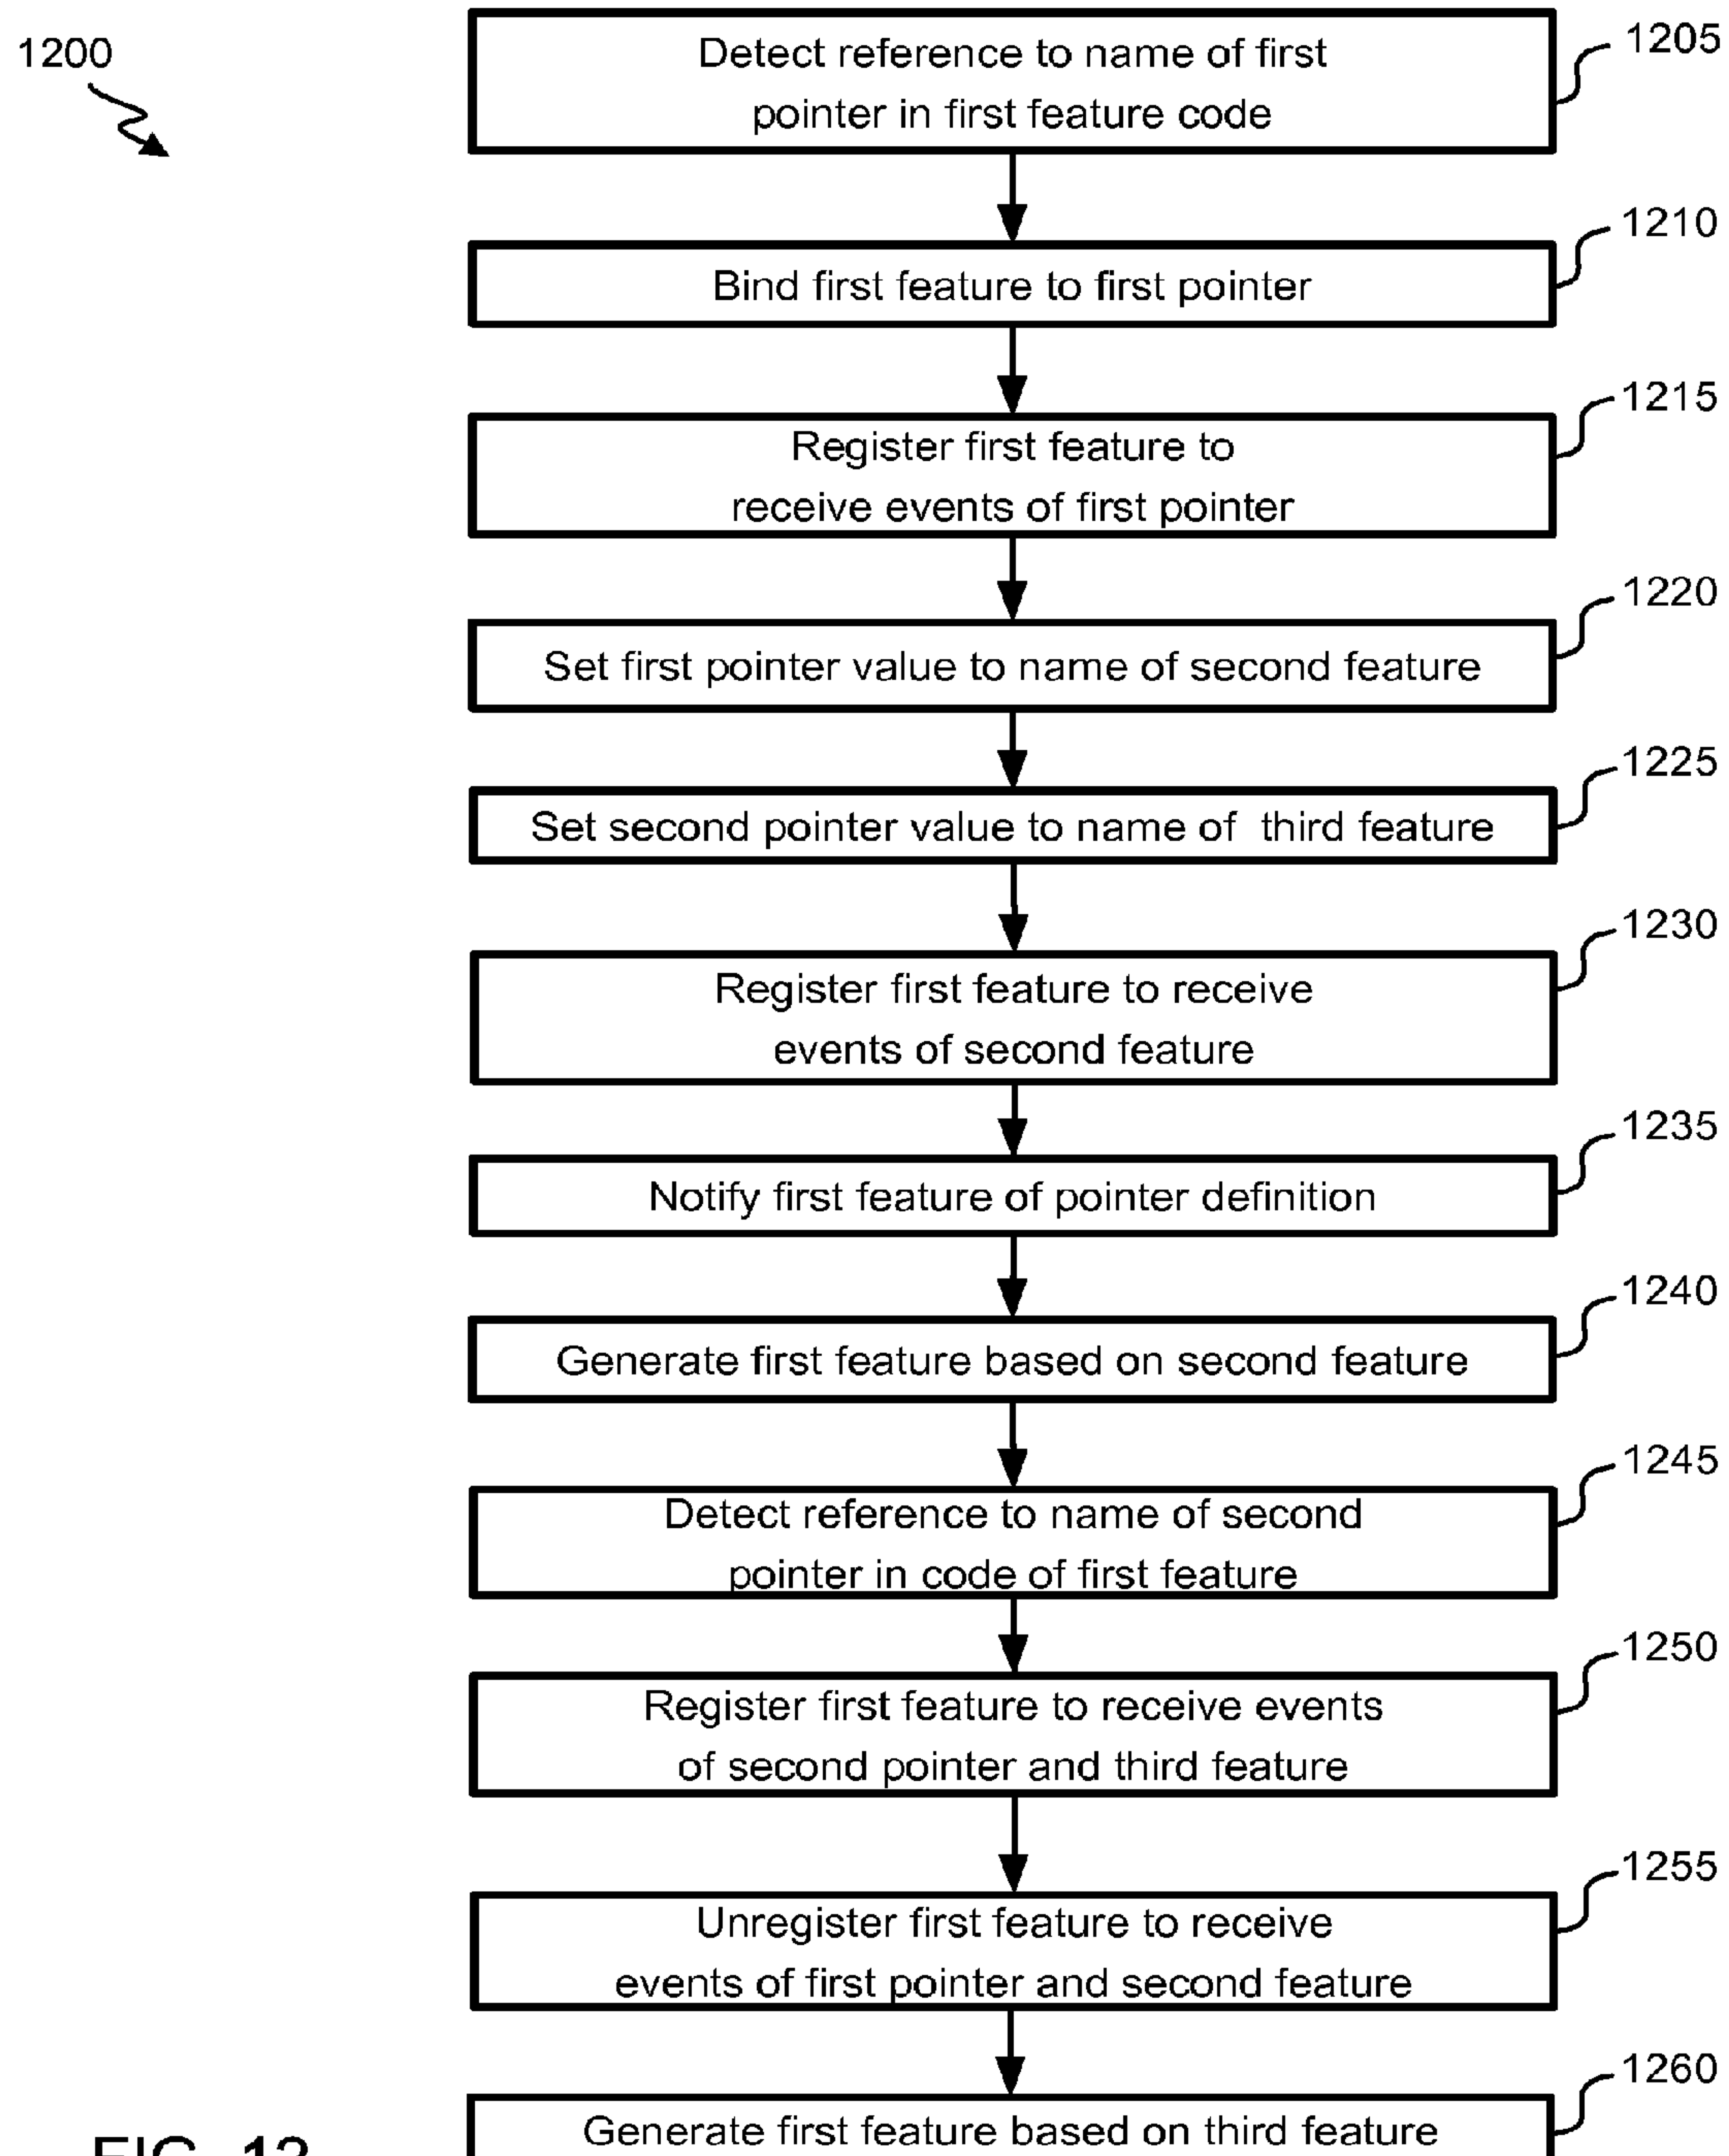 1200
Detect reference to name of first
pointer in first feature code
1205
Bind first feature to first pointer
1210
Register first feature to
receive events of first pointer
1215
Set first pointer value to name of second feature
1220
Set second pointer value to name of third feature
1225
Register first feature to receive
events of second feature
1230
Notify first feature of pointer definition
1235
Generate first feature based on second feature
1240
Detect reference to name of second
pointer in code of first feature
1245
Register first feature to receive events
of second pointer and third feature
1250
Unregister first feature to receive
events of first pointer and second feature
1255
Generate first feature based on third feature
1260
FIG. 12